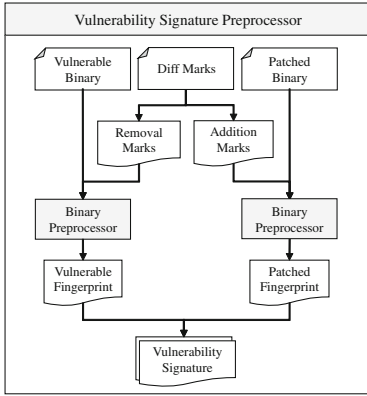 Vulnerability Signature Preprocessor
Vulnerable
Binary
Diff Marks
Patched
Binary
Removal
Marks
Addition
Marks
Binary
Preprocessor
Binary
Preprocessor
Vulnerable
Fingerprint
Patched
Fingerprint
Vulnerability
Signature